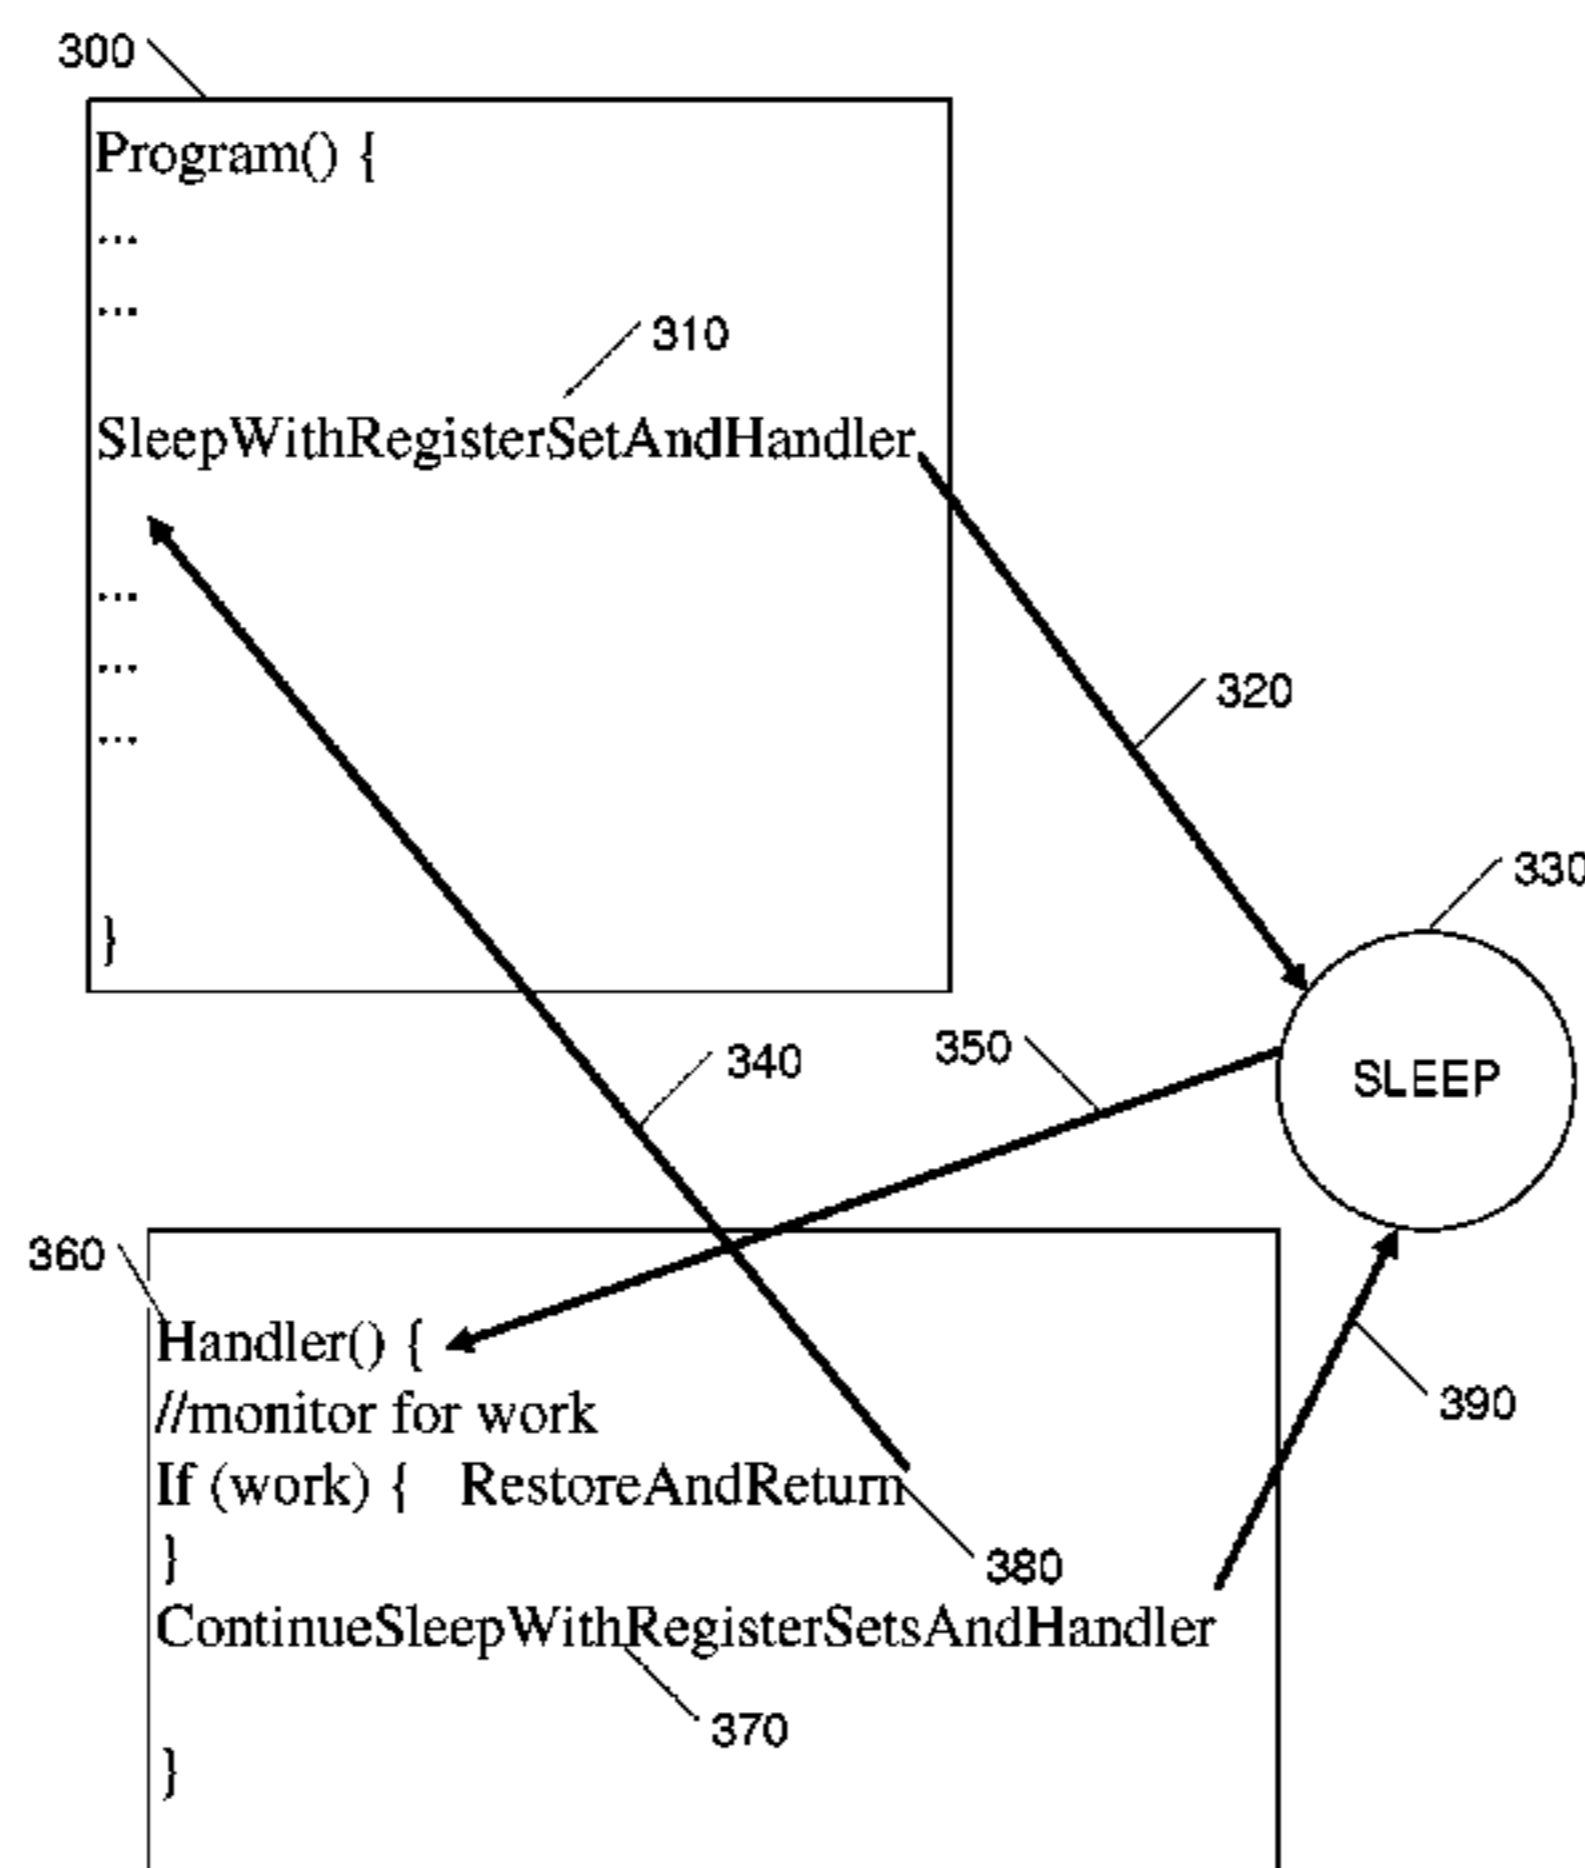 300
Program() {
...
...
310
SleepWithRegisterSetAndHandler
...
...
...
320
}
330
SLEEP
340
350
360
Handler() {
//monitor for work
If (work) { RestoreAndReturn
}
380
390
ContinueSleepWithRegisterSetsAndHandler
370
}